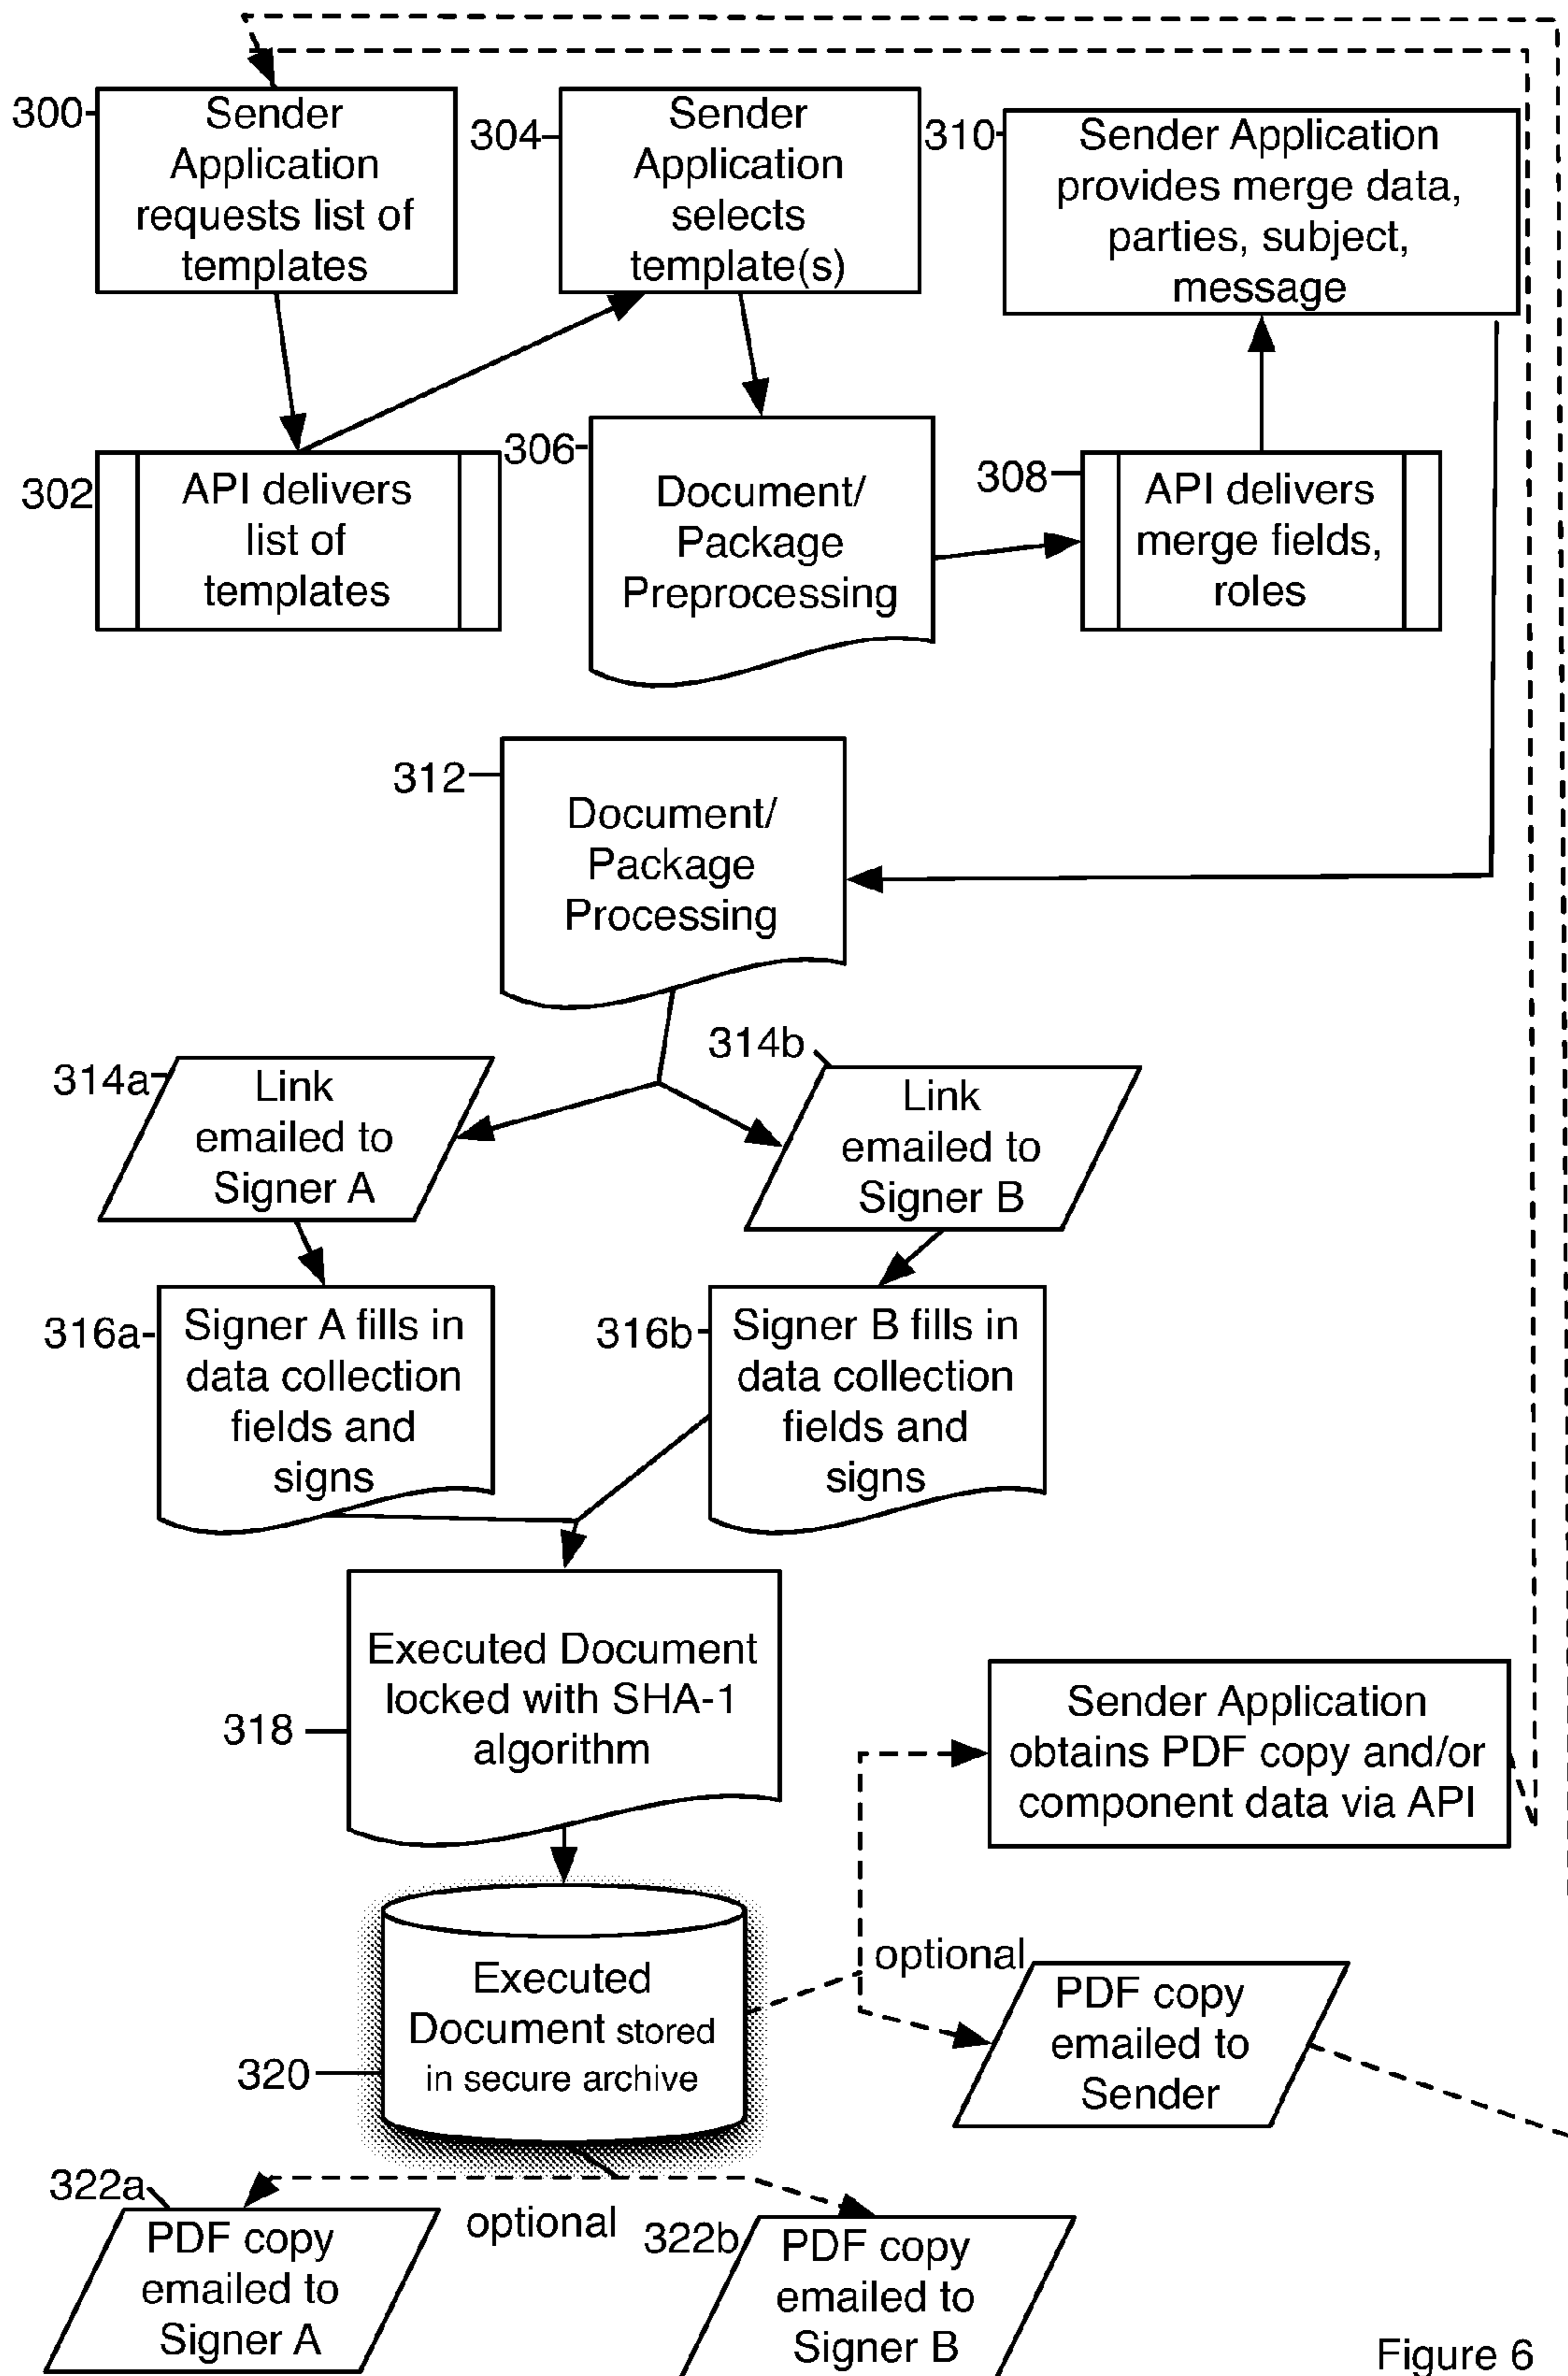 300
Sender
Application
requests list of
templates
304
Sender
Application
selects
template(s)
310
Sender Application
provides merge data,
parties, subject,
message
302
API delivers
list of
templates
306
Document/
Package
Preprocessing
308
API delivers
merge fields,
roles
312
Document/
Package
Processing
314a
Link
emailed to
Signer A
314b
Link
emailed to
Signer B
316a
Signer A fills in
data collection
fields and
signs
316b
Signer B fills in
data collection
fields and
signs
318
Executed Document
locked with SHA-1
algorithm
Sender Application
obtains PDF copy and/or
component data via API
320
Executed
Document stored
in secure archive
optional
PDF copy
emailed to
Sender
322a
PDF copy
emailed to
Signer A
optional
322b
PDF copy
emailed to
Signer B
Figure 6